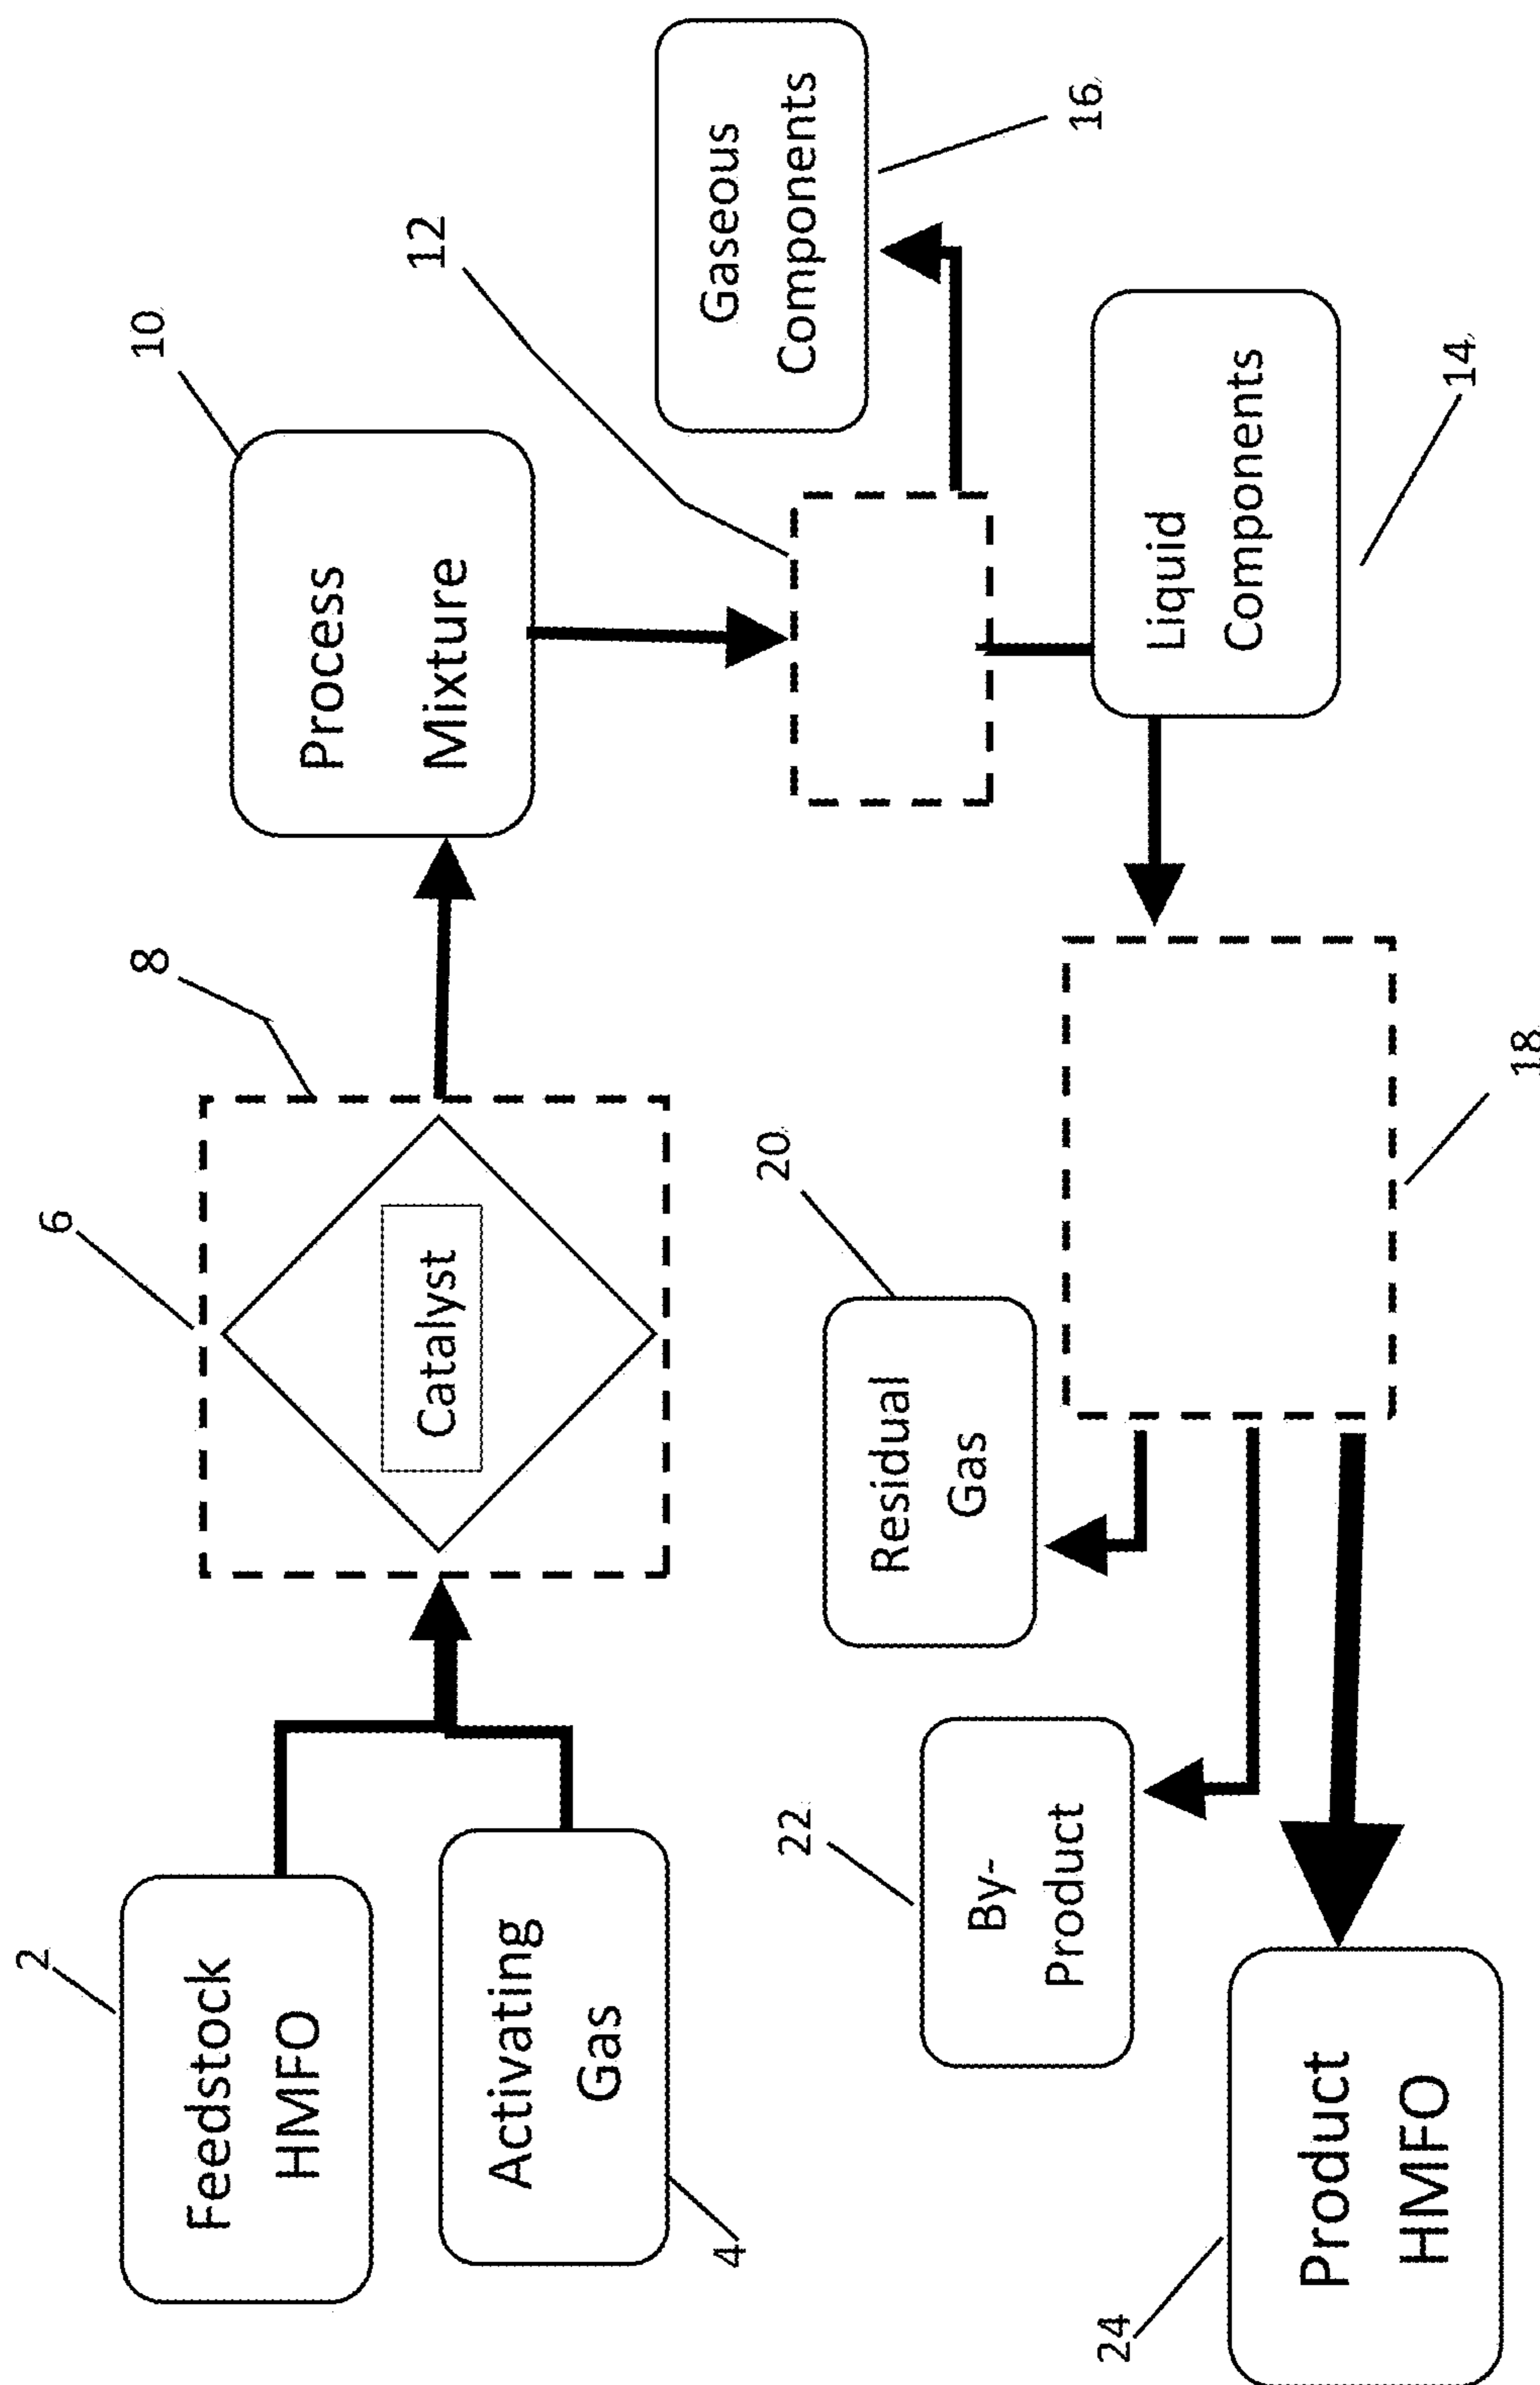 2
Feedstock
HMFO
4
Activating
Gas
6
8
Catalyst
10
Process
Mixture
12
16
Gaseous
Components
14
Liquid
Components
18
20
Residual
Gas
22
By-
Product
24
Product
HMFO